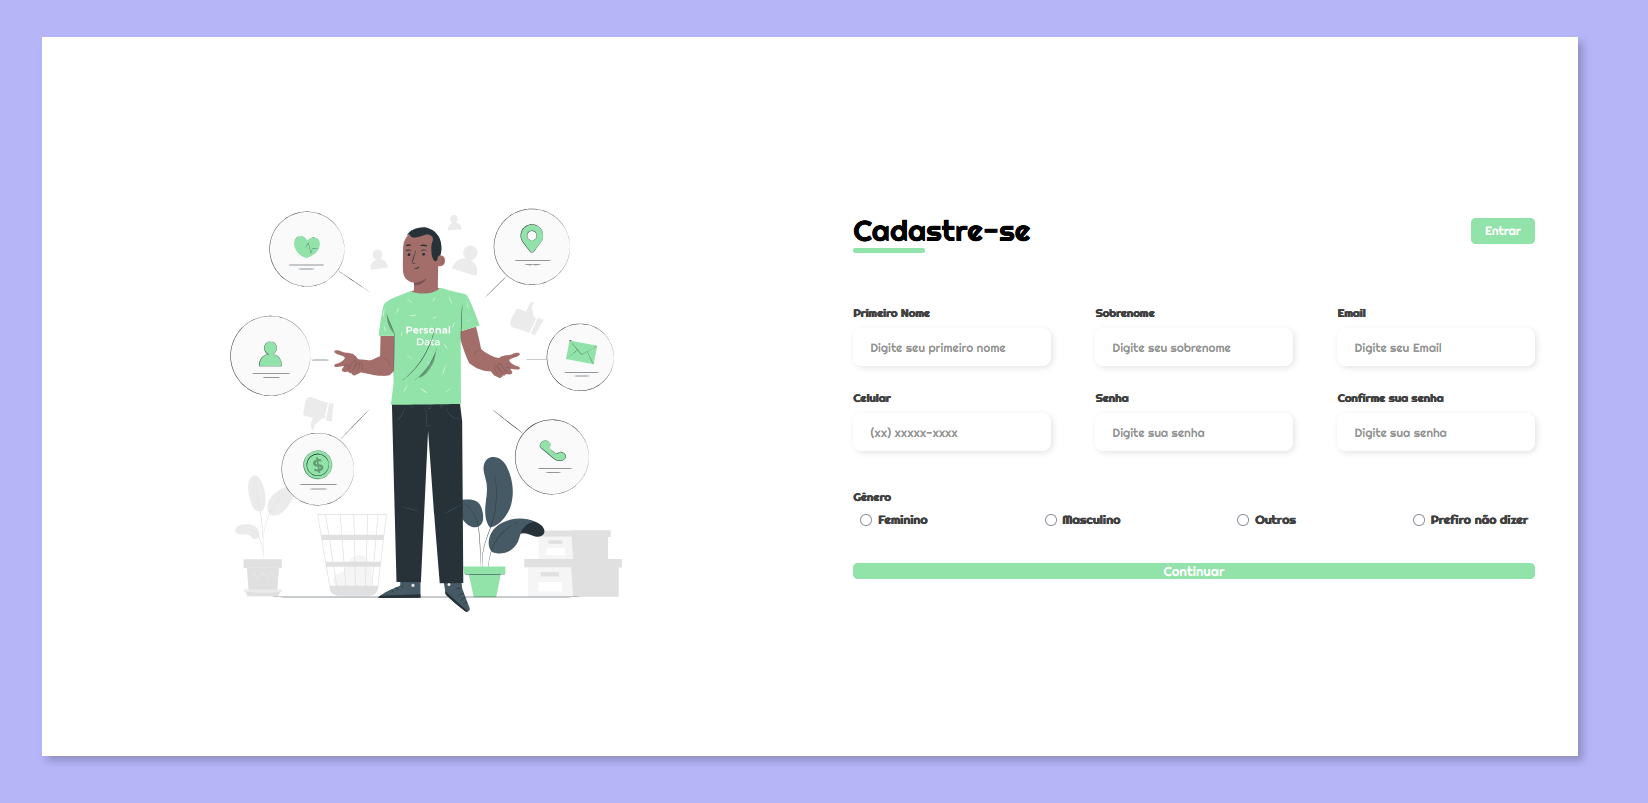 Personal
Data
Cadastre-se
Entrar
Primeiro Nome
Sobrenome
Email
Digite seu primeiro nome
Digite seu sobrenome
Digite seu Email
Celular
Senha
Confirme sua senha
(xx) xxxxx-xxxx
Digite sua senha
Digite sua senha
Gênero
Feminino
Masculino
Outros
Prefiro não dizer
Continuar